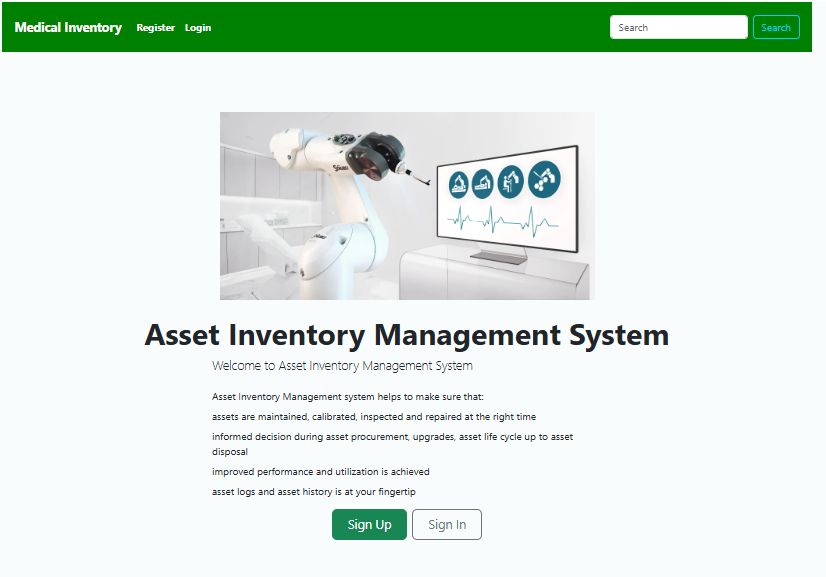 Medical Inventory Register Login Search Search
Asset Inventory Management System
Welcome to Asset Inventory Management System
Asset Inventory Management system helps to make sure that:
assets are maintained, calibrated, inspected and repaired at the right time
informed decision during asset procurement, upgrades, asset life cycle up to asset
disposal
improved performance and utilization is achieved
asset logs and asset history is at your fingertip
Sign Up Sign In